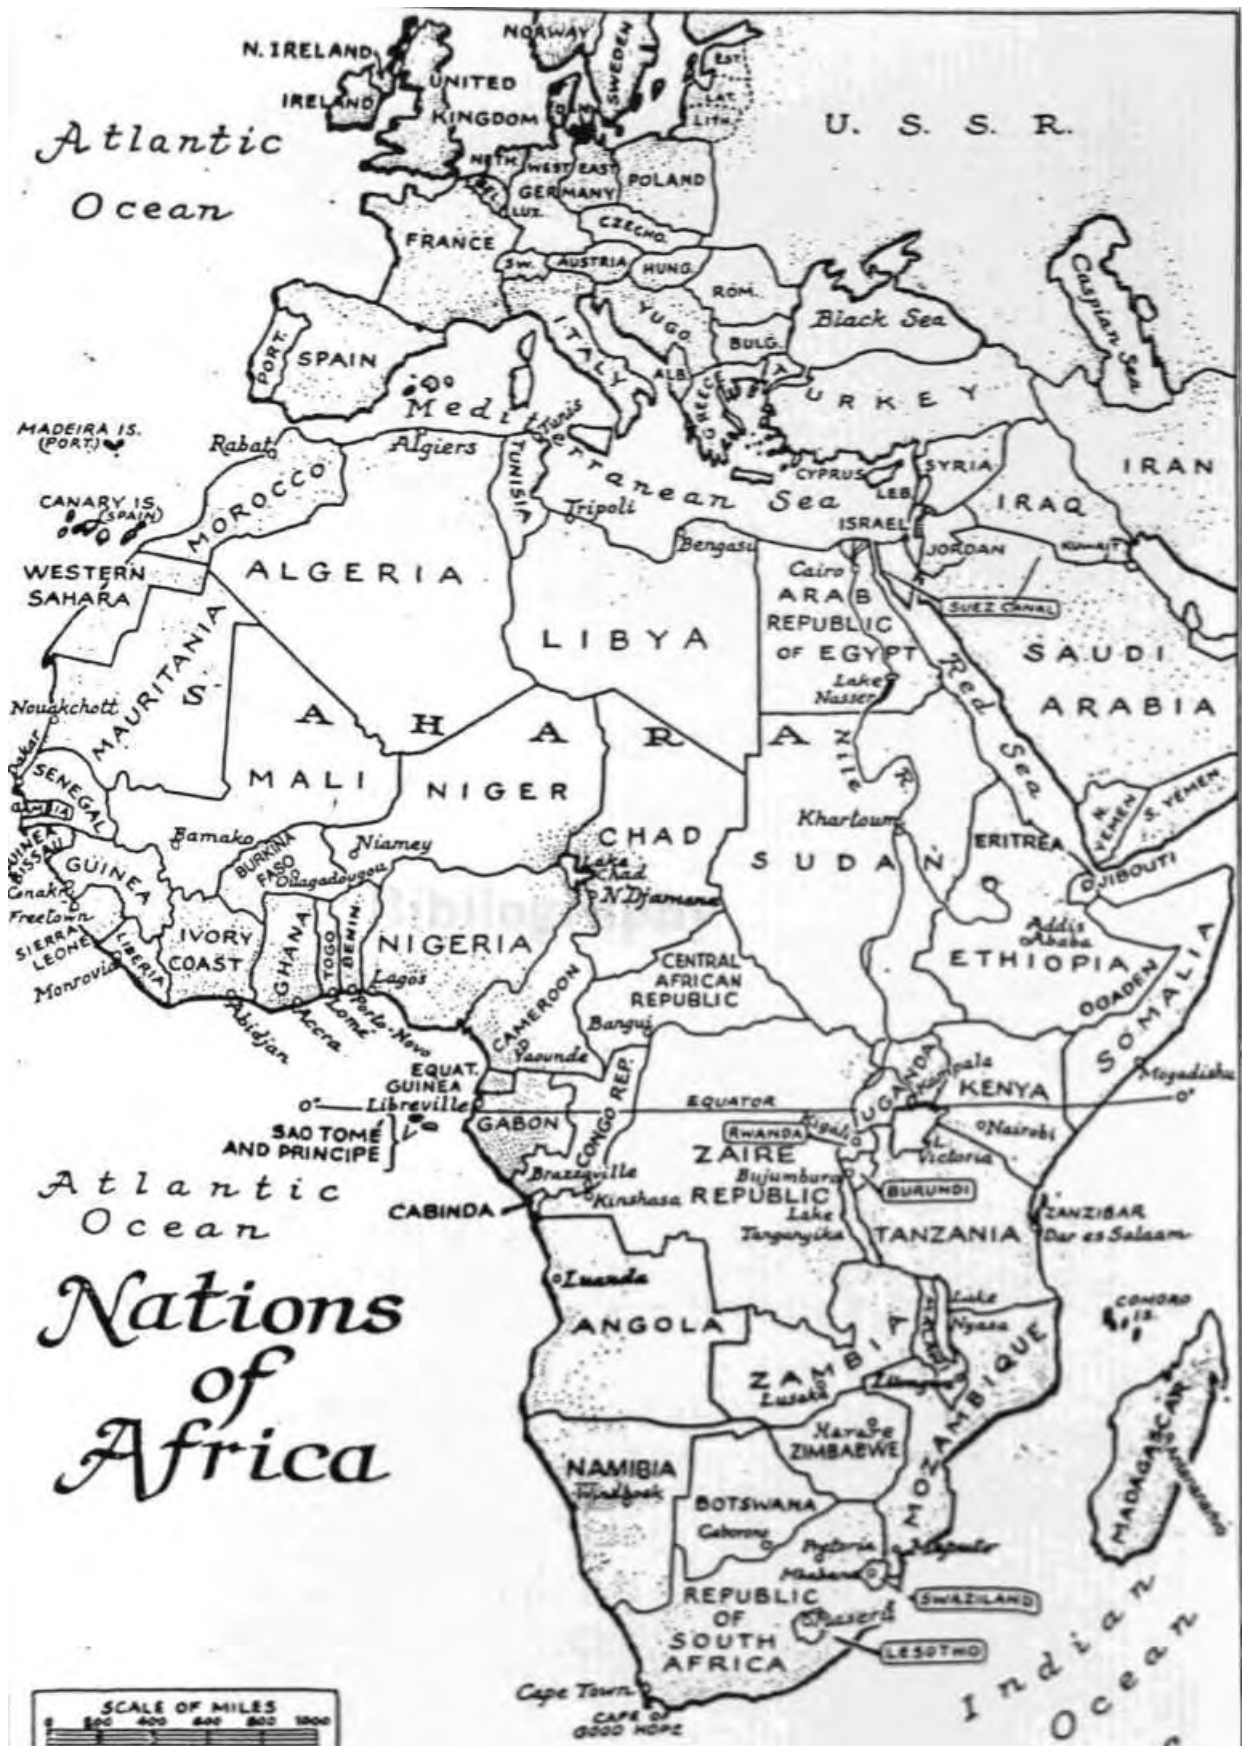 N. IRELAND
IRELAND
UNITED
KINGDOM
NORWAY
SWEDEN
EST.
LAT.
LITH.
U. S. S. R.
Atlantic
Ocean
NETH.
BEL.
LUX.
WEST
EAST
GERMANY
POLAND
CZECHO.
FRANCE
SW.
AUSTRIA
HUNG.
ROM.
YUGO.
BULG.
ITALY
ALB.
GREECE
Black Sea
Caspian Sea
PORT.
SPAIN
TURKEY
Mediterranean Sea
MADEIRA IS.
(PORT.)
Rabat
Algiers
Tunis
TUNISIA
CYPRUS
SYRIA
LEB.
IRAN
IRAQ
CANARY IS.
(SPAIN)
MOROCCO
Tripoli
Bengasi
ISRAEL
JORDAN
KUWAIT
WESTERN
SAHARA
ALGERIA
LIBYA
Cairo
ARAB
REPUBLIC
OF EGYPT
SUEZ CANAL
SAUDI
ARABIA
Red Sea
Lake
Nasser
MAURITANIA
Nouakchott
SAHARA
Nile R.
Dakar
SENEGAL
MALI
NIGER
CHAD
SUDAN
Khartoum
ERITREA
N.
YEMEN
S. YEMEN
DJIBOUTI
GUINEA
Bamako
BURKINA
FASO
Ouagadougou
Niamey
Lake
Chad
N'Djamena
Freetown
SIERRA
LEONE
LIBERIA
Monrovia
IVORY
COAST
GHANA
TOGO
BENIN
NIGERIA
Lagos
Abidjan
Accra
Lomé
Porto-Novo
CAMEROON
Yaounde
CENTRAL
AFRICAN
REPUBLIC
Bangui
Addis
Ababa
ETHIOPIA
OGADEN
SOMALIA
Mogadishu
EQUAT.
GUINEA
0°
Libreville
GABON
CONGO REP.
EQUATOR
UGANDA
Kampala
KENYA
0°
Nairobi
SAO TOMÉ
AND PRINCIPE
RWANDA
Kigali
ZAIRE
REPUBLIC
L.
Victoria
Bujumbura
BURUNDI
Brazzaville
Kinshasa
CABINDA
Lake
Tanganyika
TANZANIA
ZANZIBAR
Dar es Salaam
Atlantic
Ocean
Nations
of
Africa
Luanda
ANGOLA
ZAMBIA
Lusaka
Lake
Nyasa
COMORO
IS.
MOZAMBIQUE
MADAGASCAR
Harare
ZIMBABWE
NAMIBIA
Windhoek
BOTSWANA
Gaborone
Maputo
SWAZILAND
REPUBLIC
OF
SOUTH
AFRICA
LESOTHO
Cape Town
CAPE OF
GOOD HOPE
Indian
Ocean
SCALE OF MILES
0 200 400 600 800 1000